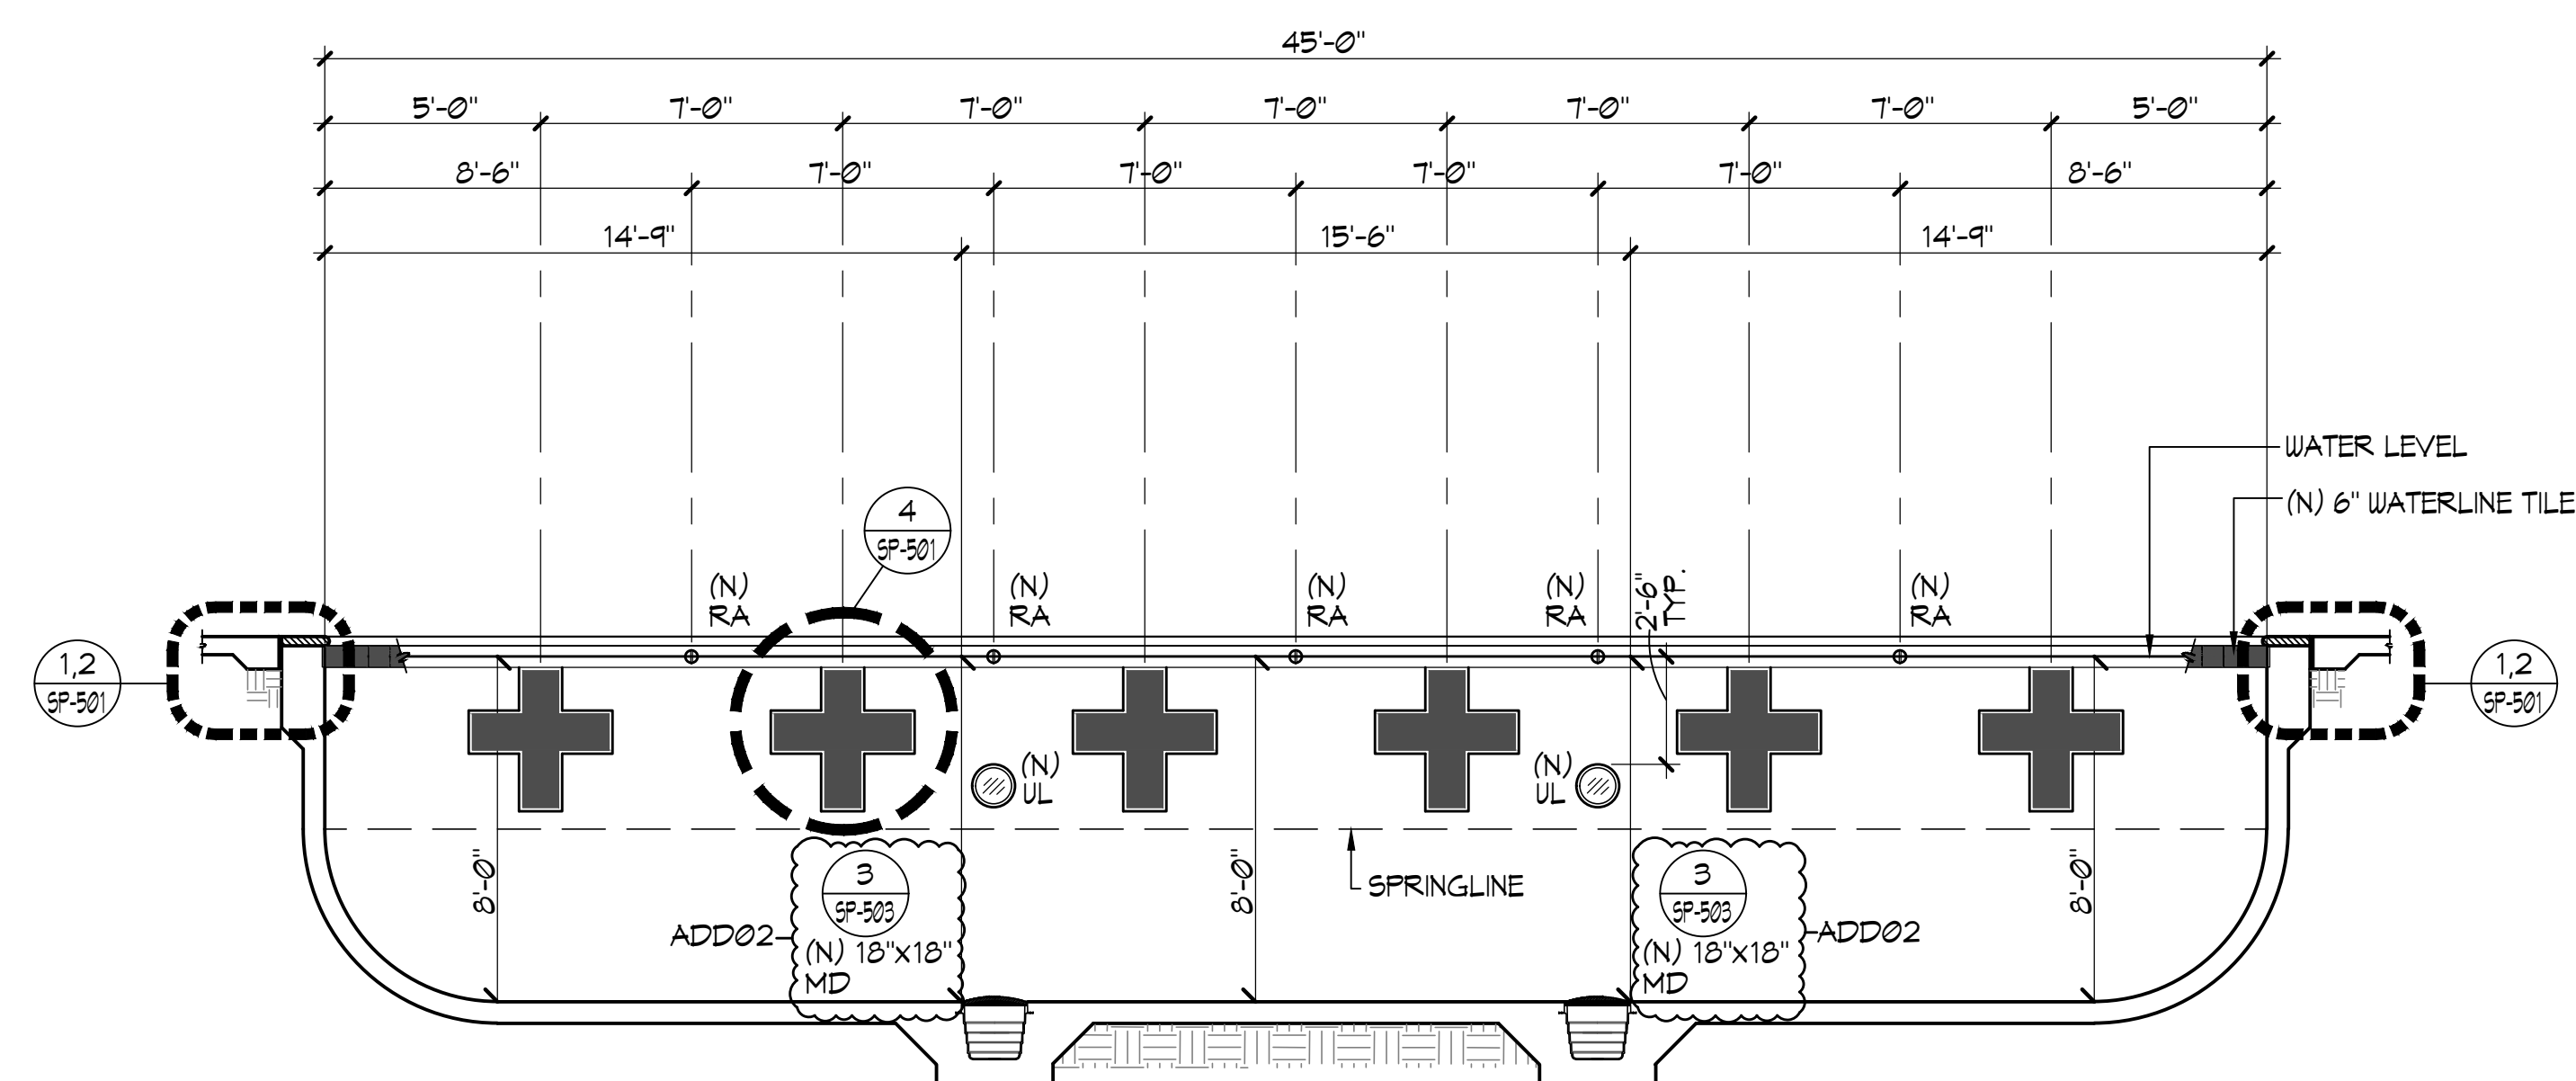 45'-0"
5'-0" 7'-0" 7'-0" 7'-0" 7'-0" 7'-0" 5'-0"
8'-6" 7'-0" 7'-0" 7'-0" 7'-0" 8'-6"
14'-9" 15'-6" 14'-9"
WATER LEVEL
(N) 6" WATERLINE TILE
4
SP-501
(N)
RA
(N)
RA
(N)
RA
(N)
RA
2'-6"
TYP.
(N)
RA
1,2
SP-501
1,2
SP-501
(N)
UL
(N)
UL
8'-0"
8'-0"
8'-0"
SPRINGLINE
3
SP-503
(N) 18"x18"
MD
ADD02
3
SP-503
(N) 18"x18"
MD
ADD02